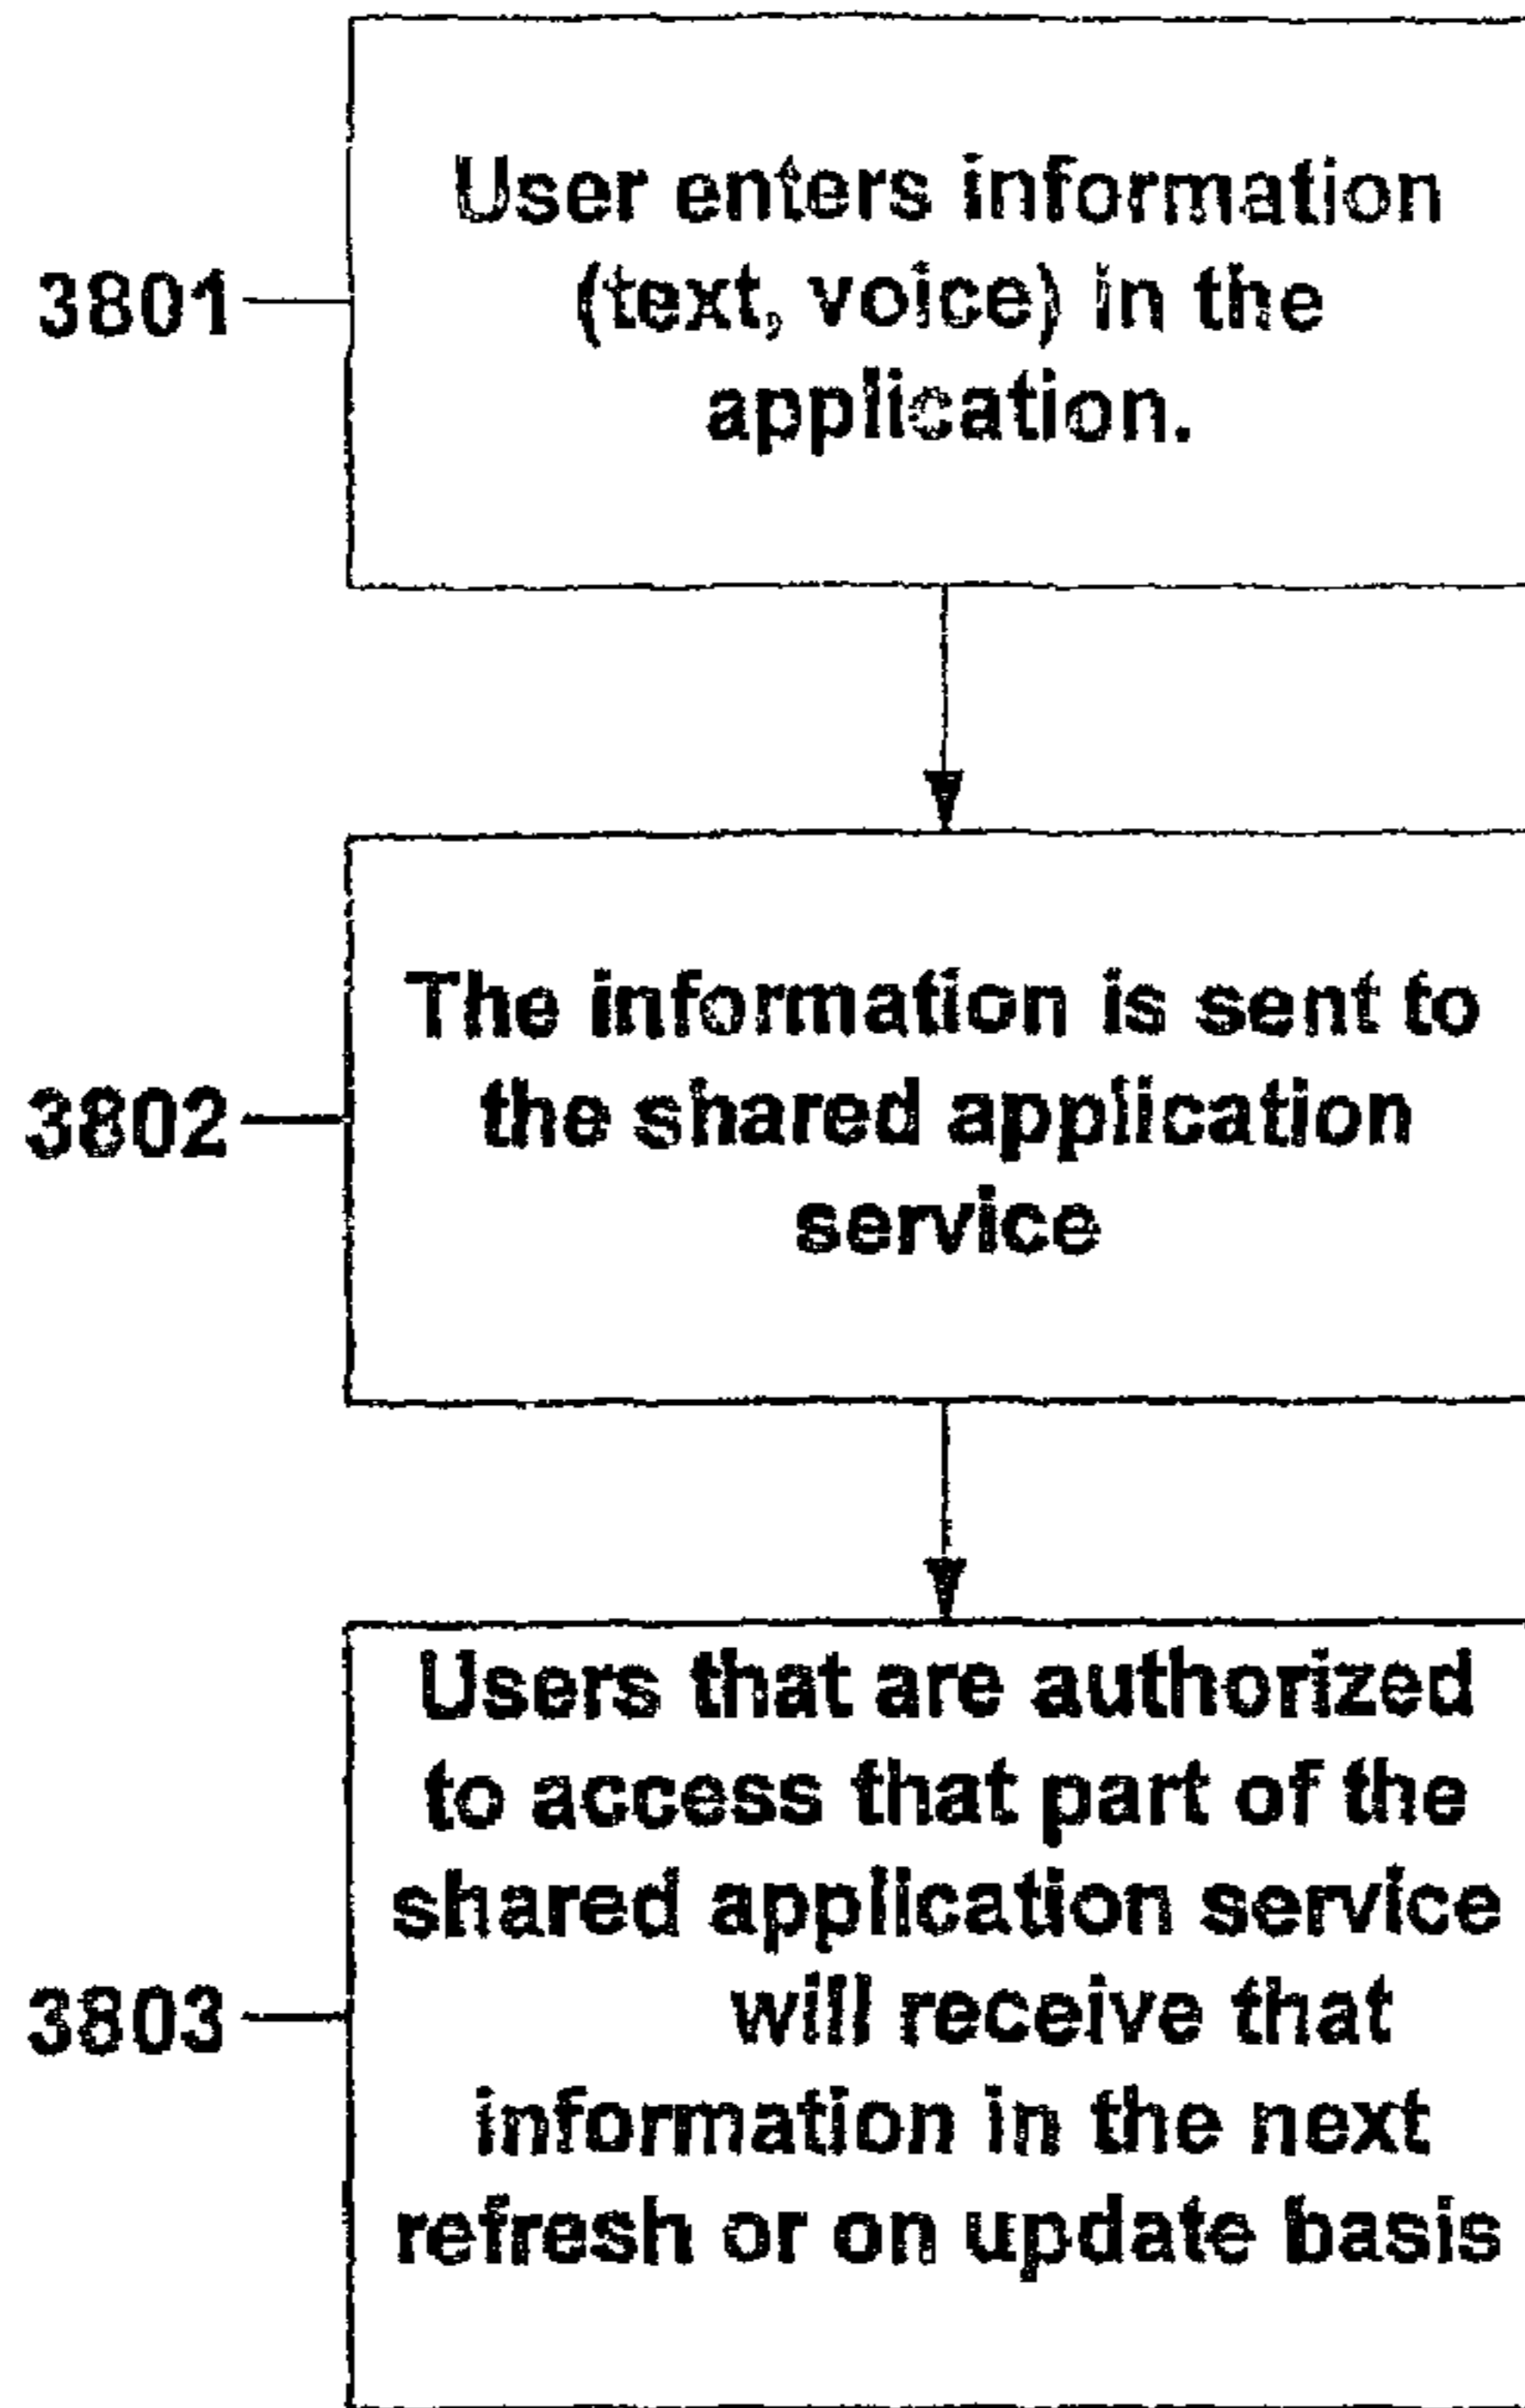 User enters information
3801
(text, voice) in the
application.
The information is sent to
3802
the shared application
service
Users that are authorized
to access that part of the
shared application service
3803
will receive that
information in the next
refresh or on update basis